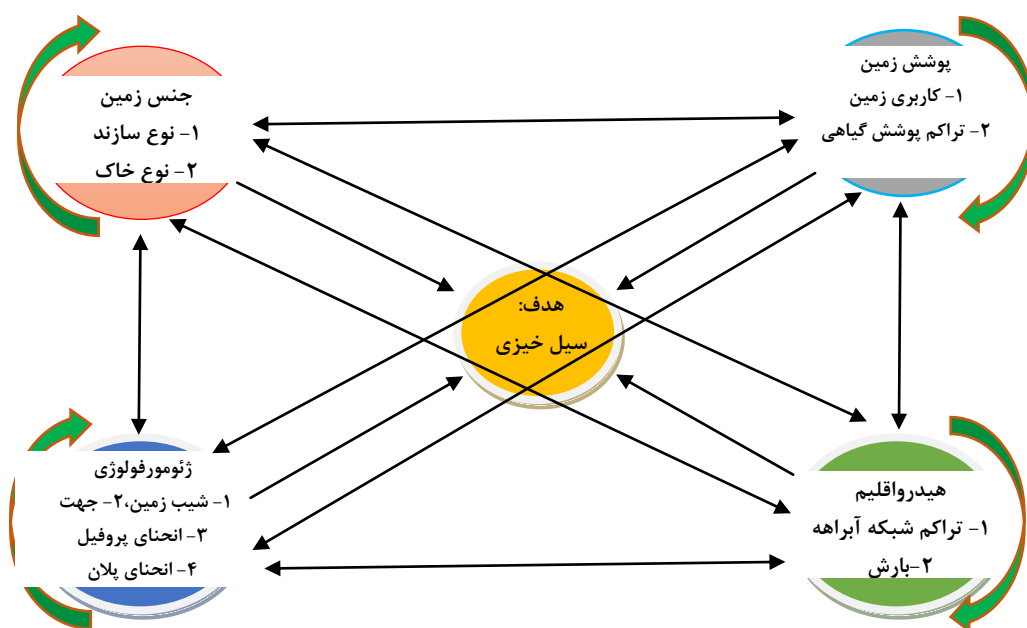 پوشش زمین
۱- کاربری زمین
۲- تراکم پوشش گیاهی
جنس زمین
۱- نوع سازند
۲- نوع خاک
هدف:
سیل خیزی
هیدرواقلیم
۱- تراکم شبکه آبراهه
۲-بارش
ژئومورفولوژی
۱- شیب زمین،۲- جهت
۳- انحنای پروفیل
۴- انحنای پلان